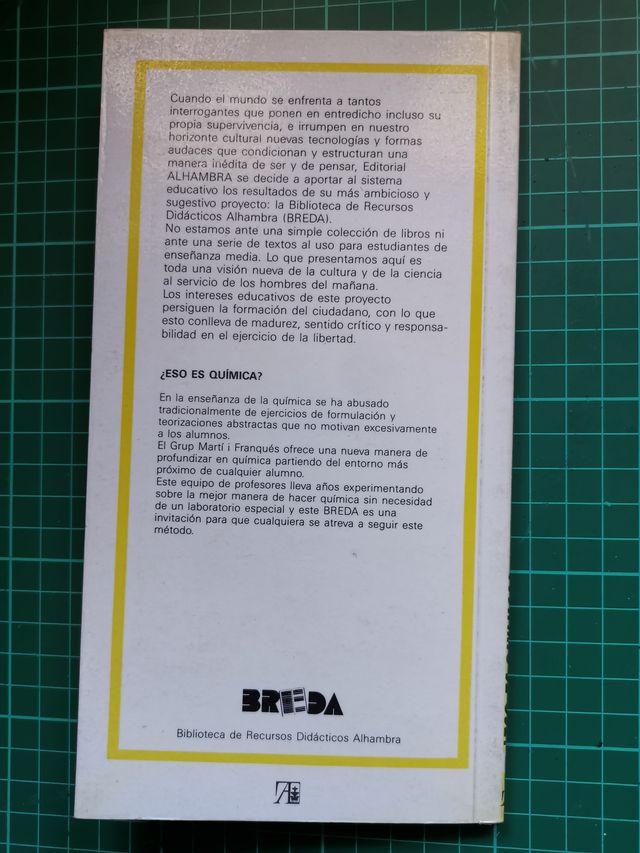 Cuando el mundo se enfrenta a tantos
interrogantes que ponen en entredicho incluso su
propia supervivencia, e irrumpen en nuestro
horizonte cultural nuevas tecnologías y formas
audaces que condicionan y estructuran una
manera inédita de ser y de pensar, Editorial
ALHAMBRA se decide a aportar al sistema
educativo los resultados de su más ambicioso y
sugestivo proyecto: la Biblioteca de Recursos
Didácticos Alhambra (BREDA).
No estamos ante una simple colección de libros ni
ante una serie de textos al uso para estudiantes de
enseñanza media. Lo que presentamos aquí es
toda una visión nueva de la cultura y de la ciencia
al servicio de los hombres del mañana.
Los intereses educativos de este proyecto
persiguen la formación del ciudadano, con lo que
esto conlleva de madurez, sentido crítico y responsa-
bilidad en el ejercicio de la libertad.
¿ESO ES QUÍMICA?
En la enseñanza de la química se ha abusado
tradicionalmente de ejercicios de formulación y
teorizaciones abstractas que no motivan excesivamente
a los alumnos.
El Grup Martí i Franqués ofrece una nueva manera de
profundizar en química partiendo del entorno más
próximo de cualquier alumno.
Este equipo de profesores lleva años experimentando
sobre la mejor manera de hacer química sin necesidad
de un laboratorio especial y este BREDA es una
invitación para que cualquiera se atreva a seguir este
método.
BREDA
Biblioteca de Recursos Didácticos Alhambra